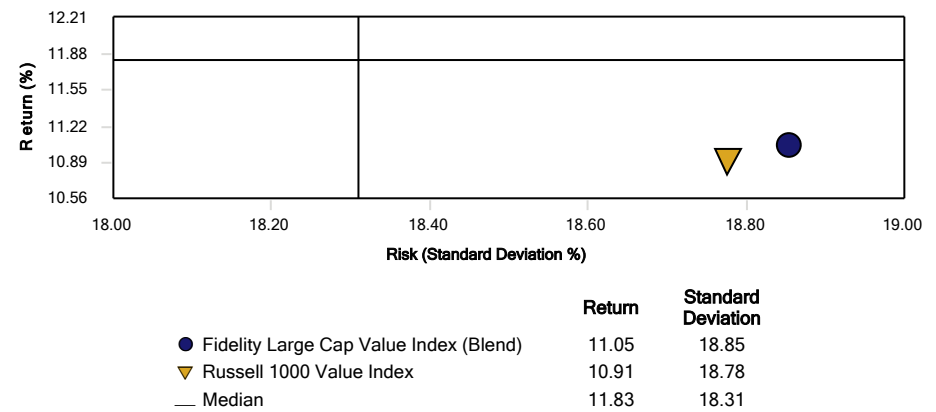 12.21
11.88
11.55
11.22
10.89
10.56
Return (%)
18.00 18.20 18.40 18.60 18.80 19.00
Risk (Standard Deviation %)
Return Standard Deviation
Fidelity Large Cap Value Index (Blend) 11.05 18.85
Russell 1000 Value Index 10.91 18.78
Median 11.83 18.31